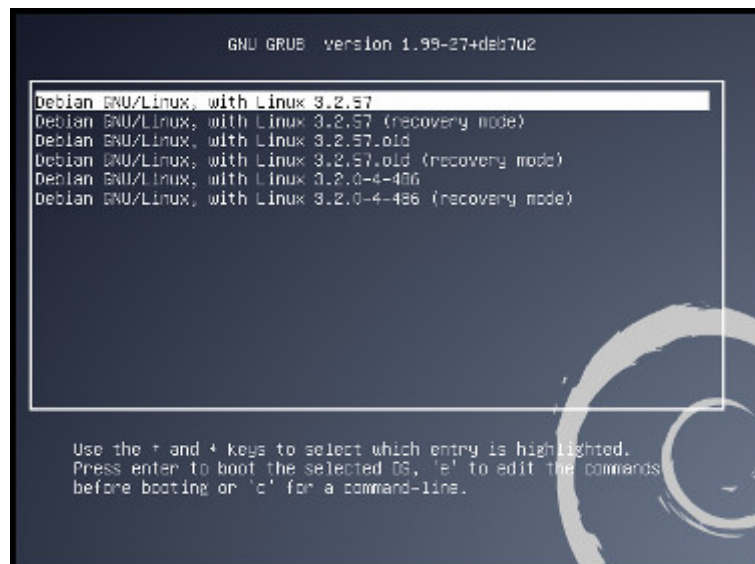 GNU GRUB version 1.99-27+deb7u2
Debian GNU/Linux, with Linux 3.2.57
Debian GNU/Linux, with Linux 3.2.57 (recovery mode)
Debian GNU/Linux, with Linux 3.2.57.old
Debian GNU/Linux, with Linux 3.2.57.old (recovery mode)
Debian GNU/Linux, with Linux 3.2.0-4-486
Debian GNU/Linux, with Linux 3.2.0-4-486 (recovery mode)
Use the ↑ and ↓ keys to select which entry is highlighted.
Press enter to boot the selected OS, 'e' to edit the commands
before booting or 'c' for a command-line.